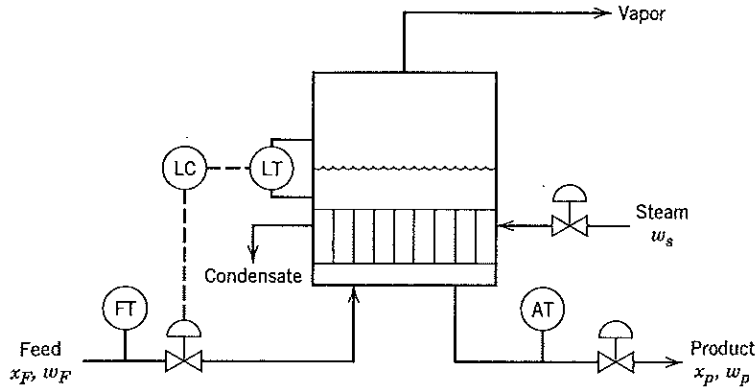 Vapor
LC
LT
Steam
w_s
Condensate
FT
AT
Feed
x_F, w_F
Product
x_p, w_p